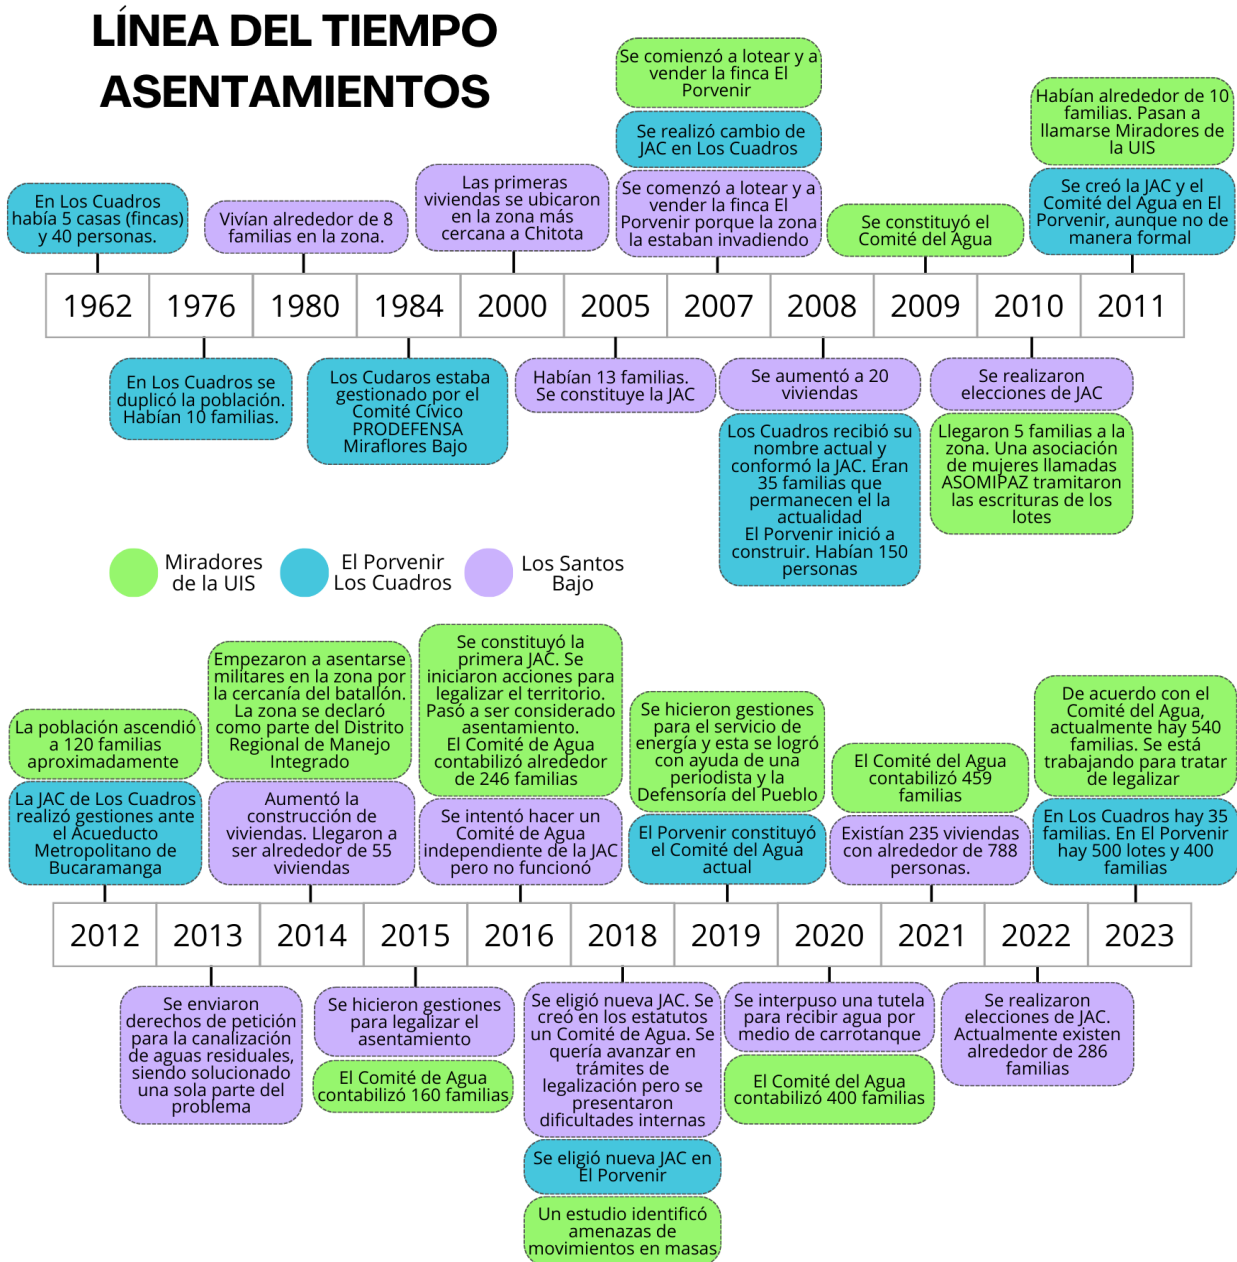 LÍNEA DEL TIEMPO
ASENTAMIENTOS
Se comienzó a lotear y a
vender la finca El
Porvenir
Se realizó cambio de
JAC en Los Cuadros
Se comenzó a lotear y a
vender la finca El
Porvenir porque la zona
la estaban invadiendo
Habían alrededor de 10
familias. Pasan a
llamarse Miradores de
la UIS
Se creó la JAC y el
Comité del Agua en El
Porvenir, aunque no de
manera formal
En Los Cuadros
había 5 casas (fincas)
y 40 personas.
Vivían alrededor de 8
familias en la zona.
Las primeras
viviendas se ubicaron
en la zona más
cercana a Chitota
Se constituyó el
Comité del Agua
1962
1976
1980
1984
2000
2005
2007
2008
2009
2010
2011
En Los Cuadros se
duplicó la población.
Habían 10 familias.
Los Cudaros estaba
gestionado por el
Comité Cívico
PRODEFENSA
Miraflores Bajo
Habían 13 familias.
Se constituye la JAC
Se aumentó a 20
viviendas
Los Cuadros recibió su
nombre actual y
conformó la JAC. Eran
35 familias que
permanecen el la
actualidad
El Porvenir inició a
construir. Habían 150
personas
Se realizaron
elecciones de JAC
Llegaron 5 familias a la
zona. Una asociación
de mujeres llamadas
ASOMIPAZ tramitaron
las escrituras de los
lotes
Miradores
de la UIS
El Porvenir
Los Cuadros
Los Santos
Bajo
La población ascendió
a 120 familias
aproximadamente
La JAC de Los Cuadros
realizó gestiones ante
el Acueducto
Metropolitano de
Bucaramanga
Empezaron a asentarse
militares en la zona por
la cercanía del batallón.
La zona se declaró
como parte del Distrito
Regional de Manejo
Integrado
Aumentó la
construcción de
viviendas. Llegaron a
ser alrededor de 55
viviendas
Se constituyó la
primera JAC. Se
iniciaron acciones para
legalizar el territorio.
Pasó a ser considerado
asentamiento.
El Comité de Agua
contabilizó alrededor
de 246 familias
Se intentó hacer un
Comité de Agua
independiente de la JAC
pero no funcionó
Se hicieron gestiones
para el servicio de
energía y esta se logró
con ayuda de una
periodista y la
Defensoría del Pueblo
El Porvenir constituyó
el Comité del Agua
actual
El Comité del Agua
contabilizó 459
familias
Existían 235 viviendas
con alrededor de 788
personas.
De acuerdo con el
Comité del Agua,
actualmente hay 540
familias. Se está
trabajando para tratar
de legalizar
En Los Cuadros hay 35
familias. En El Porvenir
hay 500 lotes y 400
familias
2012
2013
2014
2015
2016
2018
2019
2020
2021
2022
2023
Se enviaron
derechos de petición
para la canalización
de aguas residuales,
siendo solucionado
una sola parte del
problema
Se hicieron gestiones
para legalizar el
asentamiento
El Comité de Agua
contabilizó 160 familias
Se eligió nueva JAC. Se
creó en los estatutos
un Comité de Agua. Se
quería avanzar en
trámites de
legalización pero se
presentaron
dificultades internas
Se eligió nueva JAC en
El Porvenir
Un estudio identificó
amenazas de
movimientos en masas
Se interpuso una tutela
para recibir agua por
medio de carrotanque
El Comité del Agua
contabilizó 400 familias
Se realizaron
elecciones de JAC.
Actualmente existen
alrededor de 286
familias